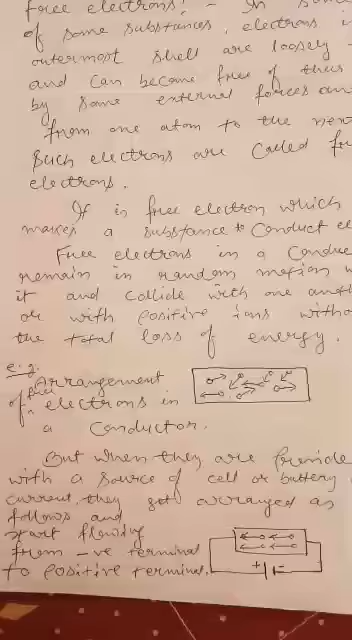 free electrons: - In some
of some substances, electrons in
outermost shell are loosely
and can become free of this
by some external forces an
from one atom to the nex
Such electrons are called fr
electrons.
It is free electron which
makes a substance to Conduct el
Free electrons in a Conduc
remain in random motion w
it and collide with one anoth
or with positive ions witho
the total loss of energy.
e.g. Arrangement
of free electrons in
a Conductor.
But when they are provide
with a source of cell or battery
current, they get arranged as
follows and
start flowing
from -ve terminal
to positive terminal.
+ -